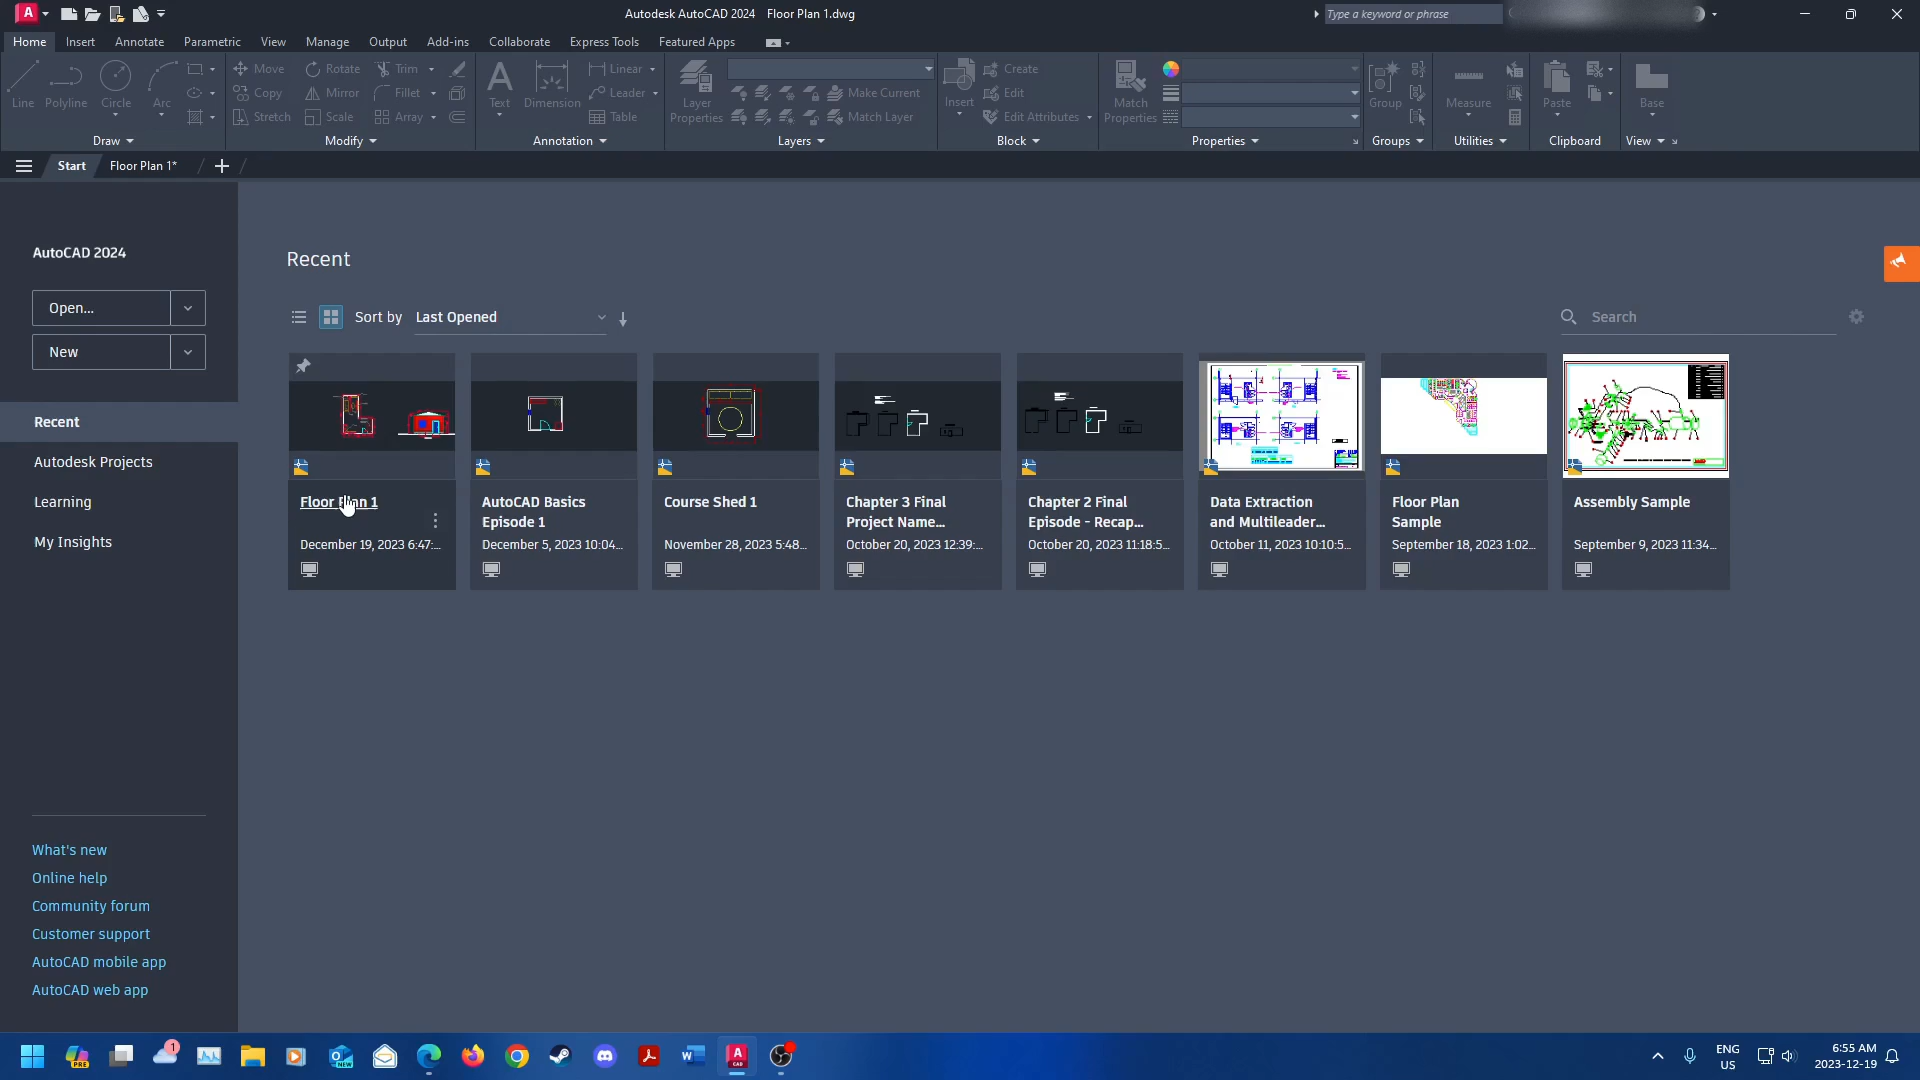 Autodesk AutoCAD 2024 Floor Plan 1.dwg
Type a keyword or phrase
Home Insert Annotate Parametric View Manage Output Add-ins Collaborate Express Tools Featured Apps
Line Polyline Circle Arc
Move Rotate Trim
Copy Mirror Fillet
Stretch Scale Array
Text Dimension
Linear
Leader
Table
Layer Properties
Make Current
Match Layer
Insert
Create
Edit
Edit Attributes
Match Properties
Group
Measure
Paste
Base
Draw Modify Annotation Layers Block Properties Groups Utilities Clipboard View
Start Floor Plan 1*
AutoCAD 2024
Open...
New
Recent
Autodesk Projects
Learning
My Insights
What's new
Online help
Community forum
Customer support
AutoCAD mobile app
AutoCAD web app
Recent
Sort by Last Opened
Search
Floor Plan 1
December 19, 2023 6:47:...
AutoCAD Basics
Episode 1
December 5, 2023 10:04...
Course Shed 1
November 28, 2023 5:48...
Chapter 3 Final
Project Name...
October 20, 2023 12:39:...
Chapter 2 Final
Episode - Recap...
October 20, 2023 11:18:5...
Data Extraction
and Multileader...
October 11, 2023 10:10:5...
Floor Plan
Sample
September 18, 2023 1:02...
Assembly Sample
September 9, 2023 11:34...
ENG
US
6:55 AM
2023-12-19